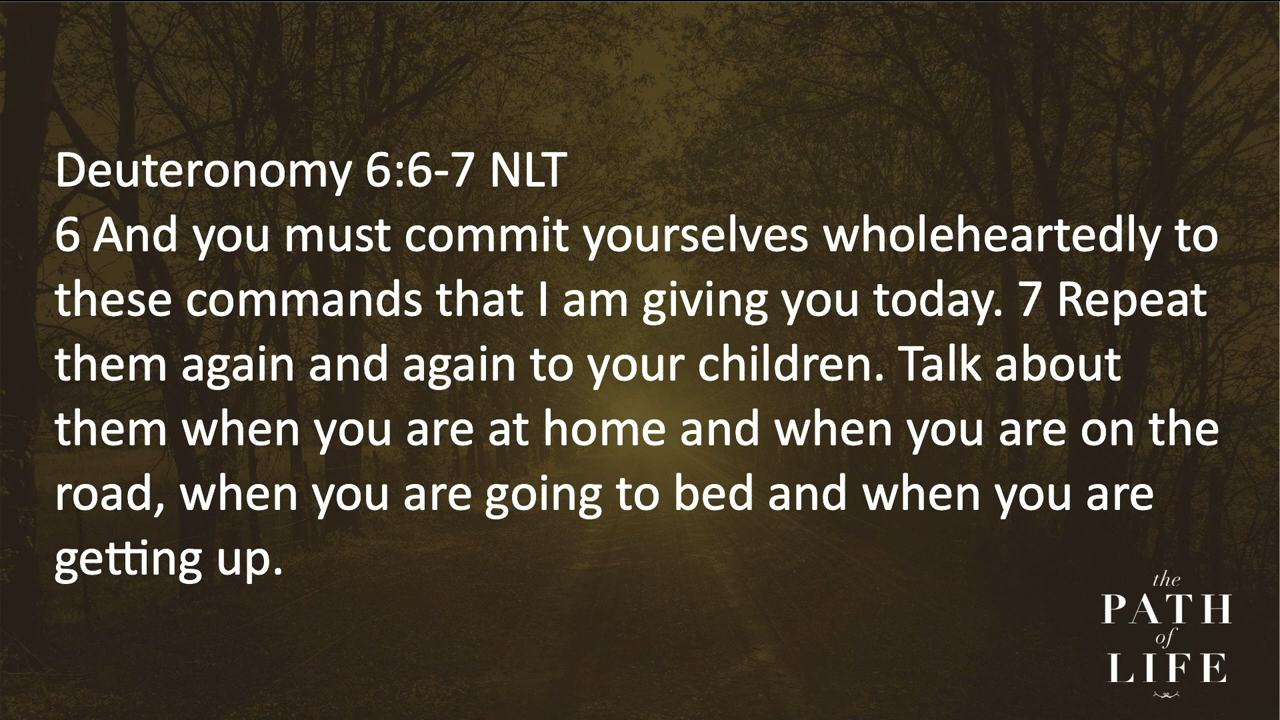 Deuteronomy 6:6-7 NLT
6 And you must commit yourselves wholeheartedly to
these commands that I am giving you today. 7 Repeat
them again and again to your children. Talk about
them when you are at home and when you are on the
road, when you are going to bed and when you are
getting up.
the
PATH
of
LIFE